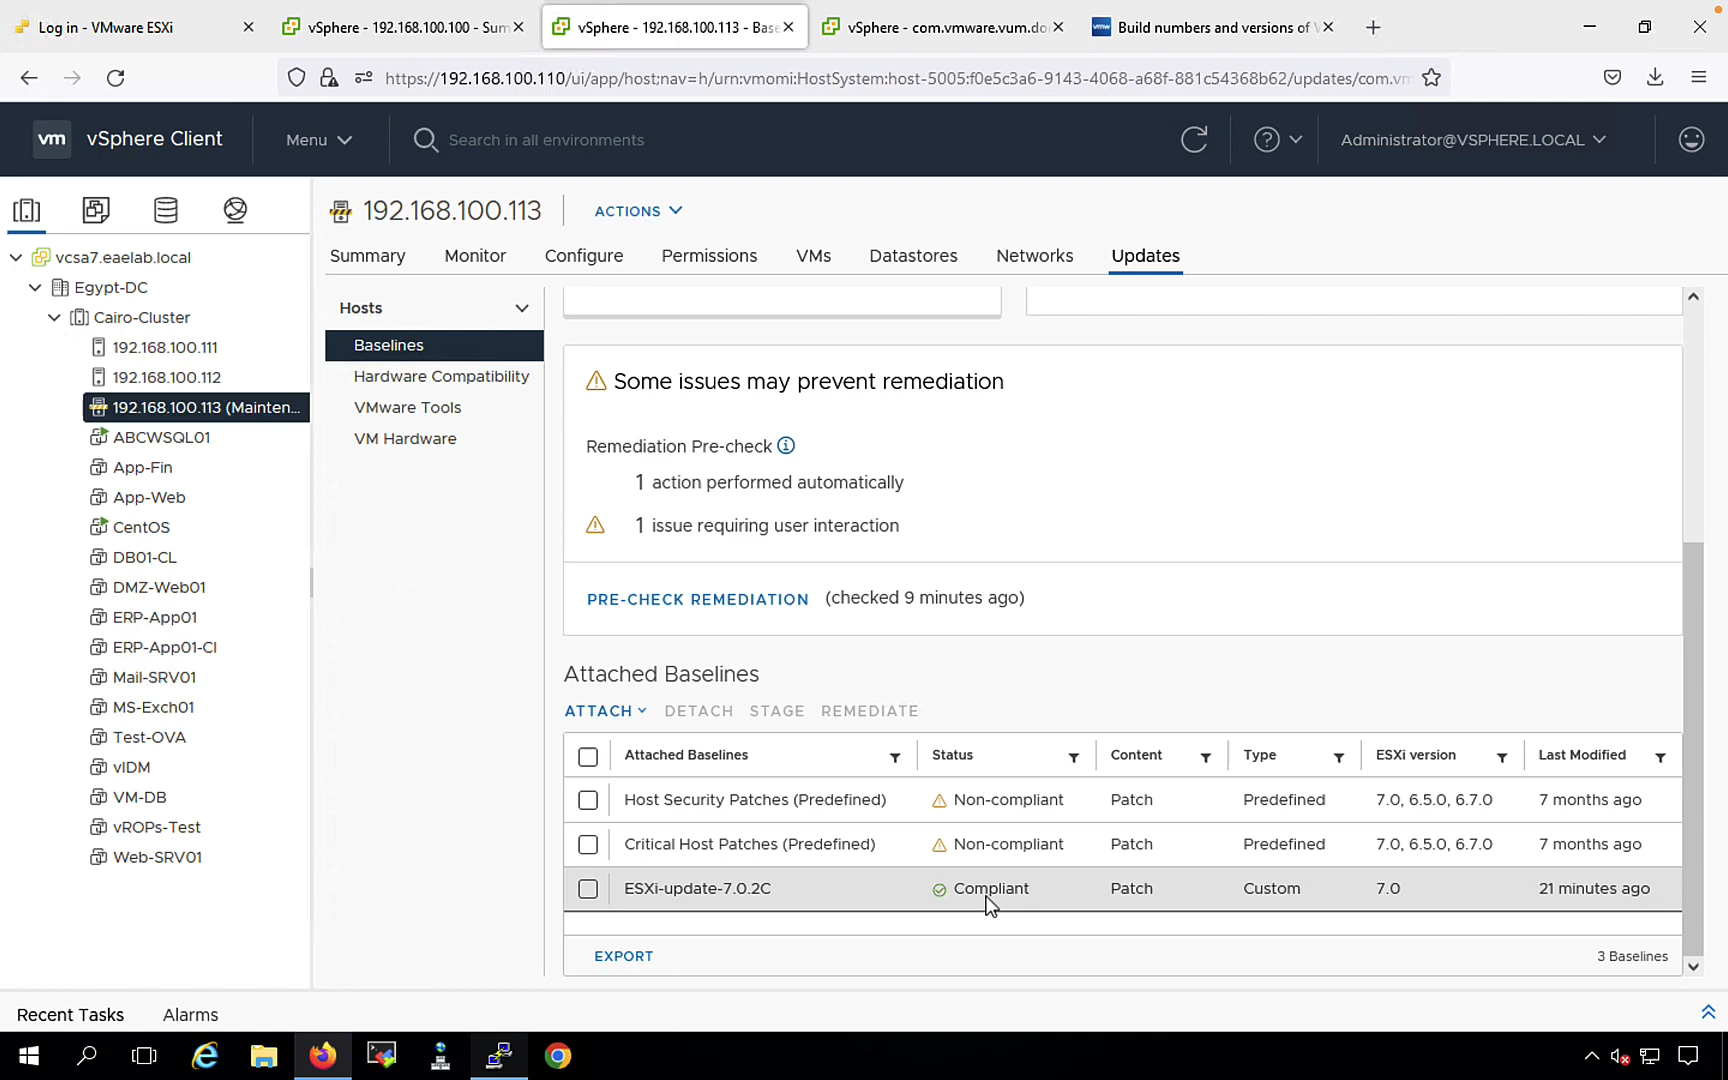 Log in - VMware ESXi
vSphere - 192.168.100.100 - Sum
vSphere - 192.168.100.113 - Base
vSphere - com.vmware.vum.do
vmw
Build numbers and versions of V
https://192.168.100.110/ui/app/host;nav=h/urn:vmomi:HostSystem:host-5005:f0e5c3a6-9143-4068-a68f-881c54368b62/updates/com.vm
vm
vSphere Client
Menu
Search in all environments
Administrator@VSPHERE.LOCAL
192.168.100.113
ACTIONS
Summary
Monitor
Configure
Permissions
VMs
Datastores
Networks
Updates
vcsa7.eaelab.local
Egypt-DC
Cairo-Cluster
192.168.100.111
192.168.100.112
192.168.100.113 (Mainten...
ABCWSQL01
App-Fin
App-Web
CentOS
DB01-CL
DMZ-Web01
ERP-App01
ERP-App01-Cl
Mail-SRV01
MS-Exch01
Test-OVA
vIDM
VM-DB
vROPs-Test
Web-SRV01
Hosts
Baselines
Hardware Compatibility
VMware Tools
VM Hardware
Some issues may prevent remediation
Remediation Pre-check
1 action performed automatically
1 issue requiring user interaction
PRE-CHECK REMEDIATION (checked 9 minutes ago)
Attached Baselines
ATTACH DETACH STAGE REMEDIATE
Attached Baselines Status Content Type ESXi version Last Modified
Host Security Patches (Predefined) Non-compliant Patch Predefined 7.0, 6.5.0, 6.7.0 7 months ago
Critical Host Patches (Predefined) Non-compliant Patch Predefined 7.0, 6.5.0, 6.7.0 7 months ago
ESXi-update-7.0.2C Compliant Patch Custom 7.0 21 minutes ago
EXPORT
3 Baselines
Recent Tasks
Alarms